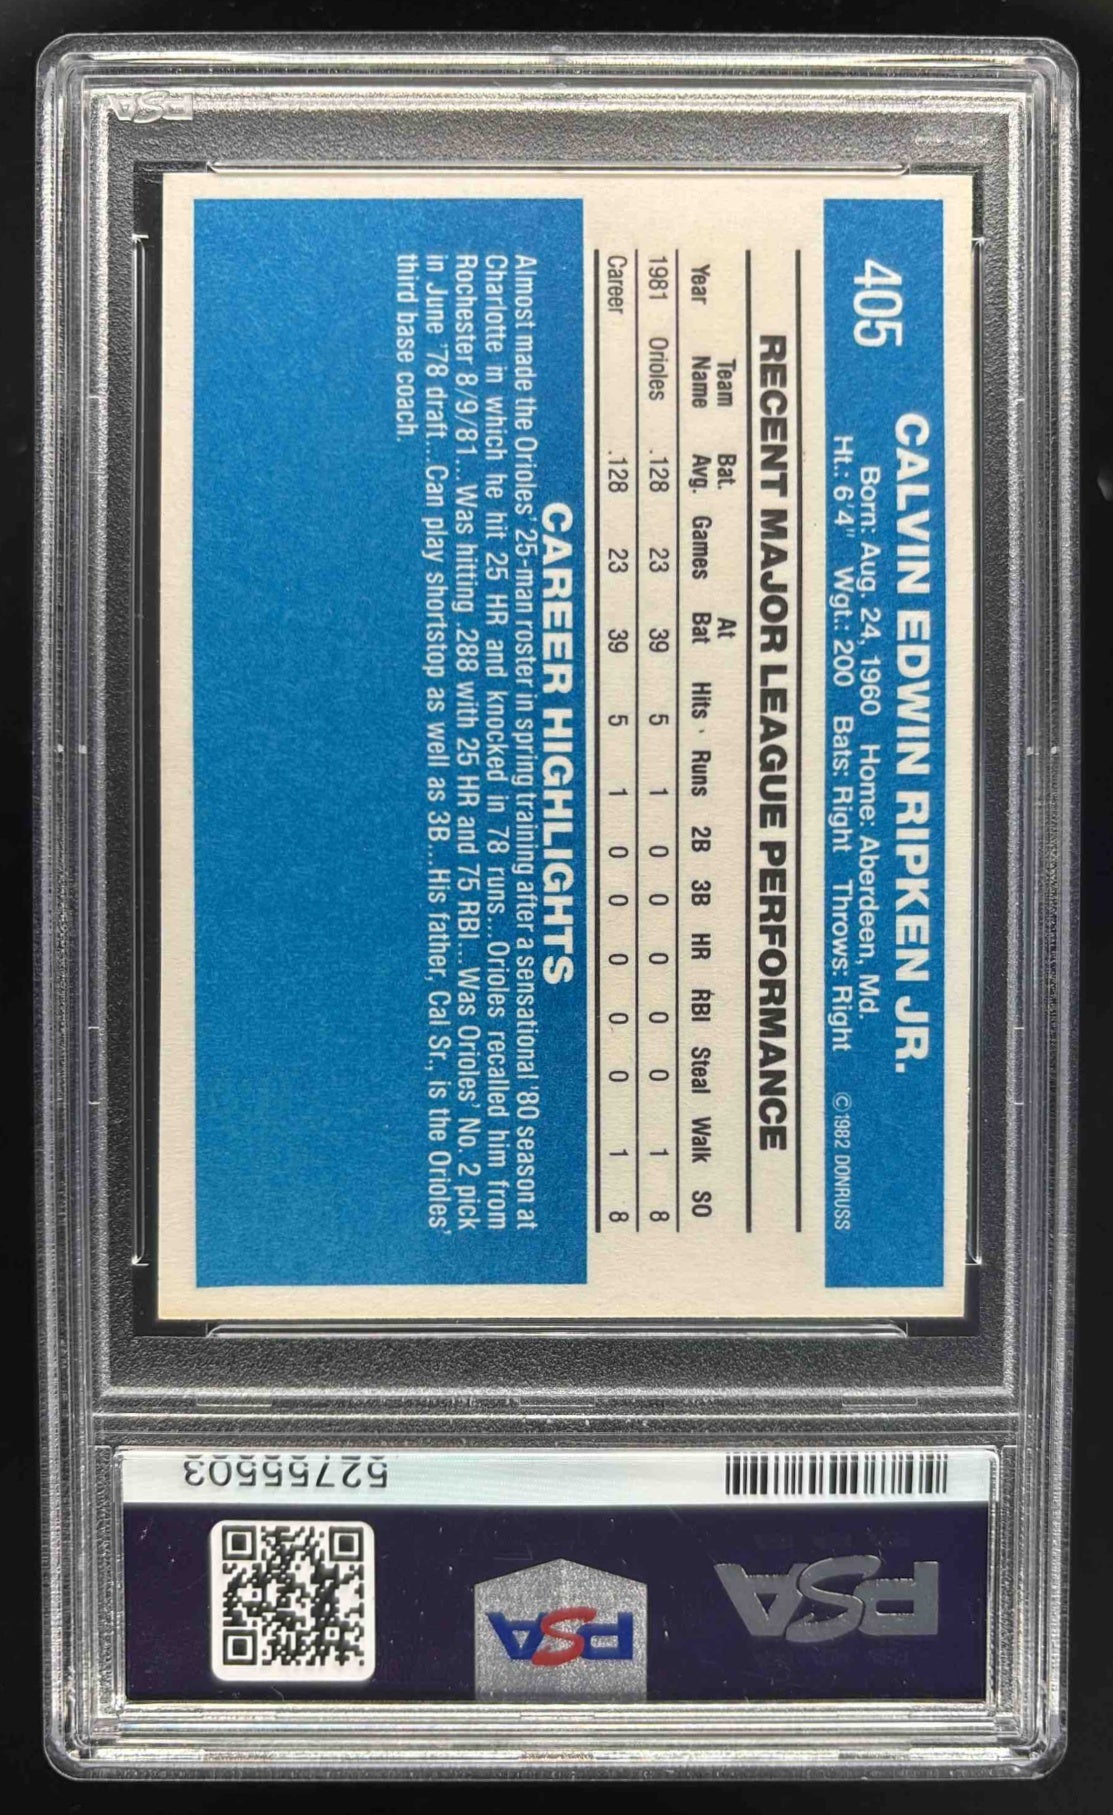 405
CALVIN EDWIN RIPKEN JR.
Born: Aug. 24, 1960 Home: Aberdeen, Md.
Ht.: 6'4" Wgt.: 200 Bats: Right Throws: Right
©1982 DONRUSS
RECENT MAJOR LEAGUE PERFORMANCE
Team Bat. At
Year Name Avg. Games Bat Hits Runs 2B 3B HR RBI Steal Walk SO
1981 Orioles .128 23 39 5 1 0 0 0 0 0 1 8
Career .128 23 39 5 1 0 0 0 0 0 1 8
CAREER HIGHLIGHTS
Almost made the Orioles' 25-man roster in spring training after a sensational '80 season at
Charlotte in which he hit 25 HR and knocked in 78 runs...Orioles recalled him from
Rochester 8/9/81...Was hitting .288 with 25 HR and 75 RBI...Was Orioles' No. 2 pick
in June '78 draft...Can play shortstop as well as 3B...His father, Cal Sr., is the Orioles'
third base coach.
PSA
52755503
PSA
PSA